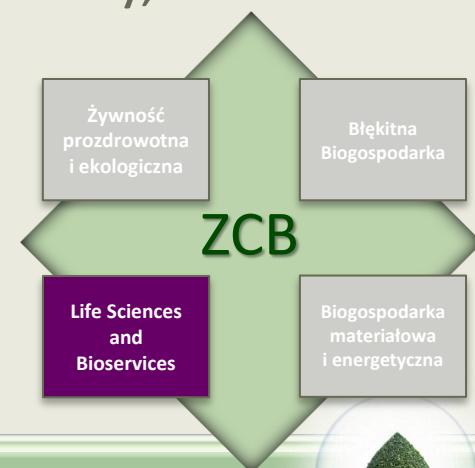 Żywność
prozdrowotna
i ekologiczna
Błękitna
Biogospodarka
ZCB
Life Sciences
and
Bioservices
Biogospodarka
materiałowa
i energetyczna